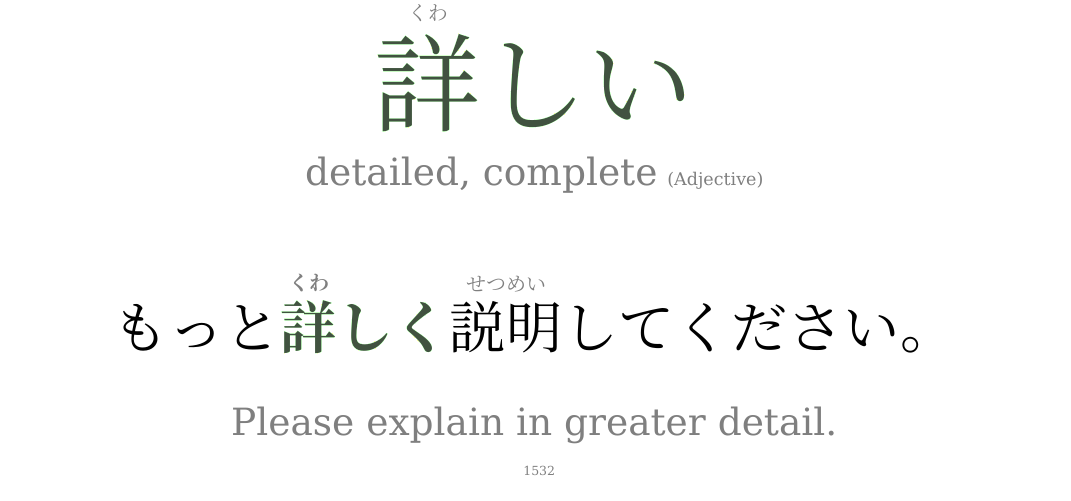 くわ
詳しい
detailed, complete (Adjective)
くわ せつめい
もっと詳しく説明してください。
Please explain in greater detail.
1532